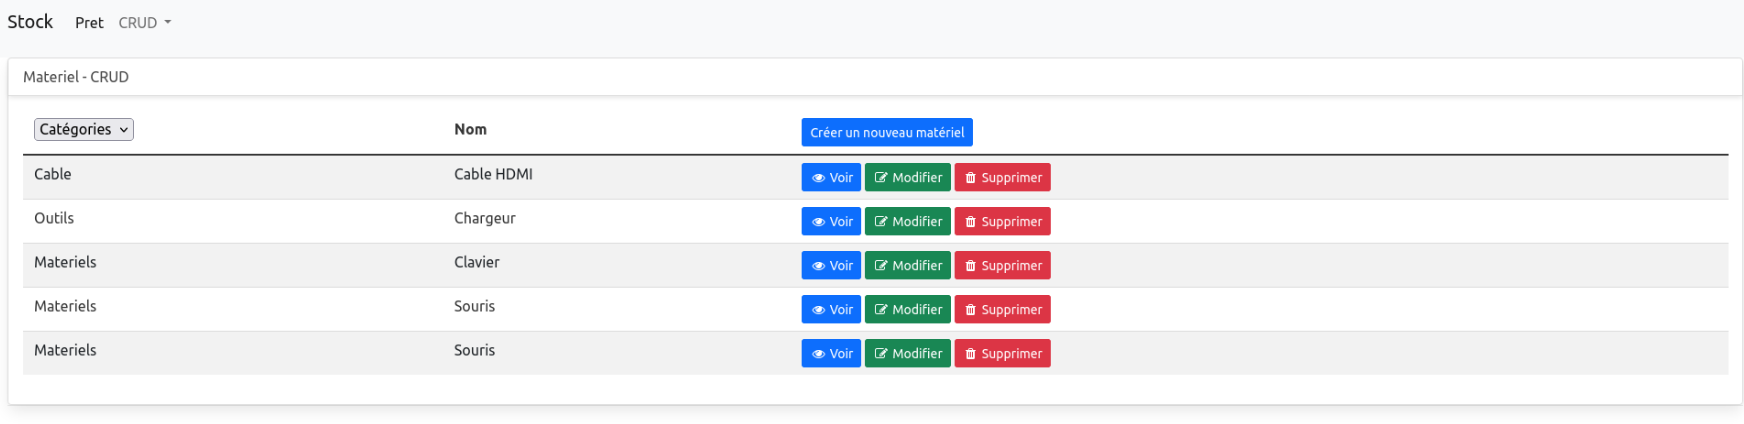 Stock Pret CRUD
Materiel - CRUD
Catégories Nom Créer un nouveau matériel
Cable Cable HDMI Voir Modifier Supprimer
Outils Chargeur Voir Modifier Supprimer
Materiels Clavier Voir Modifier Supprimer
Materiels Souris Voir Modifier Supprimer
Materiels Souris Voir Modifier Supprimer